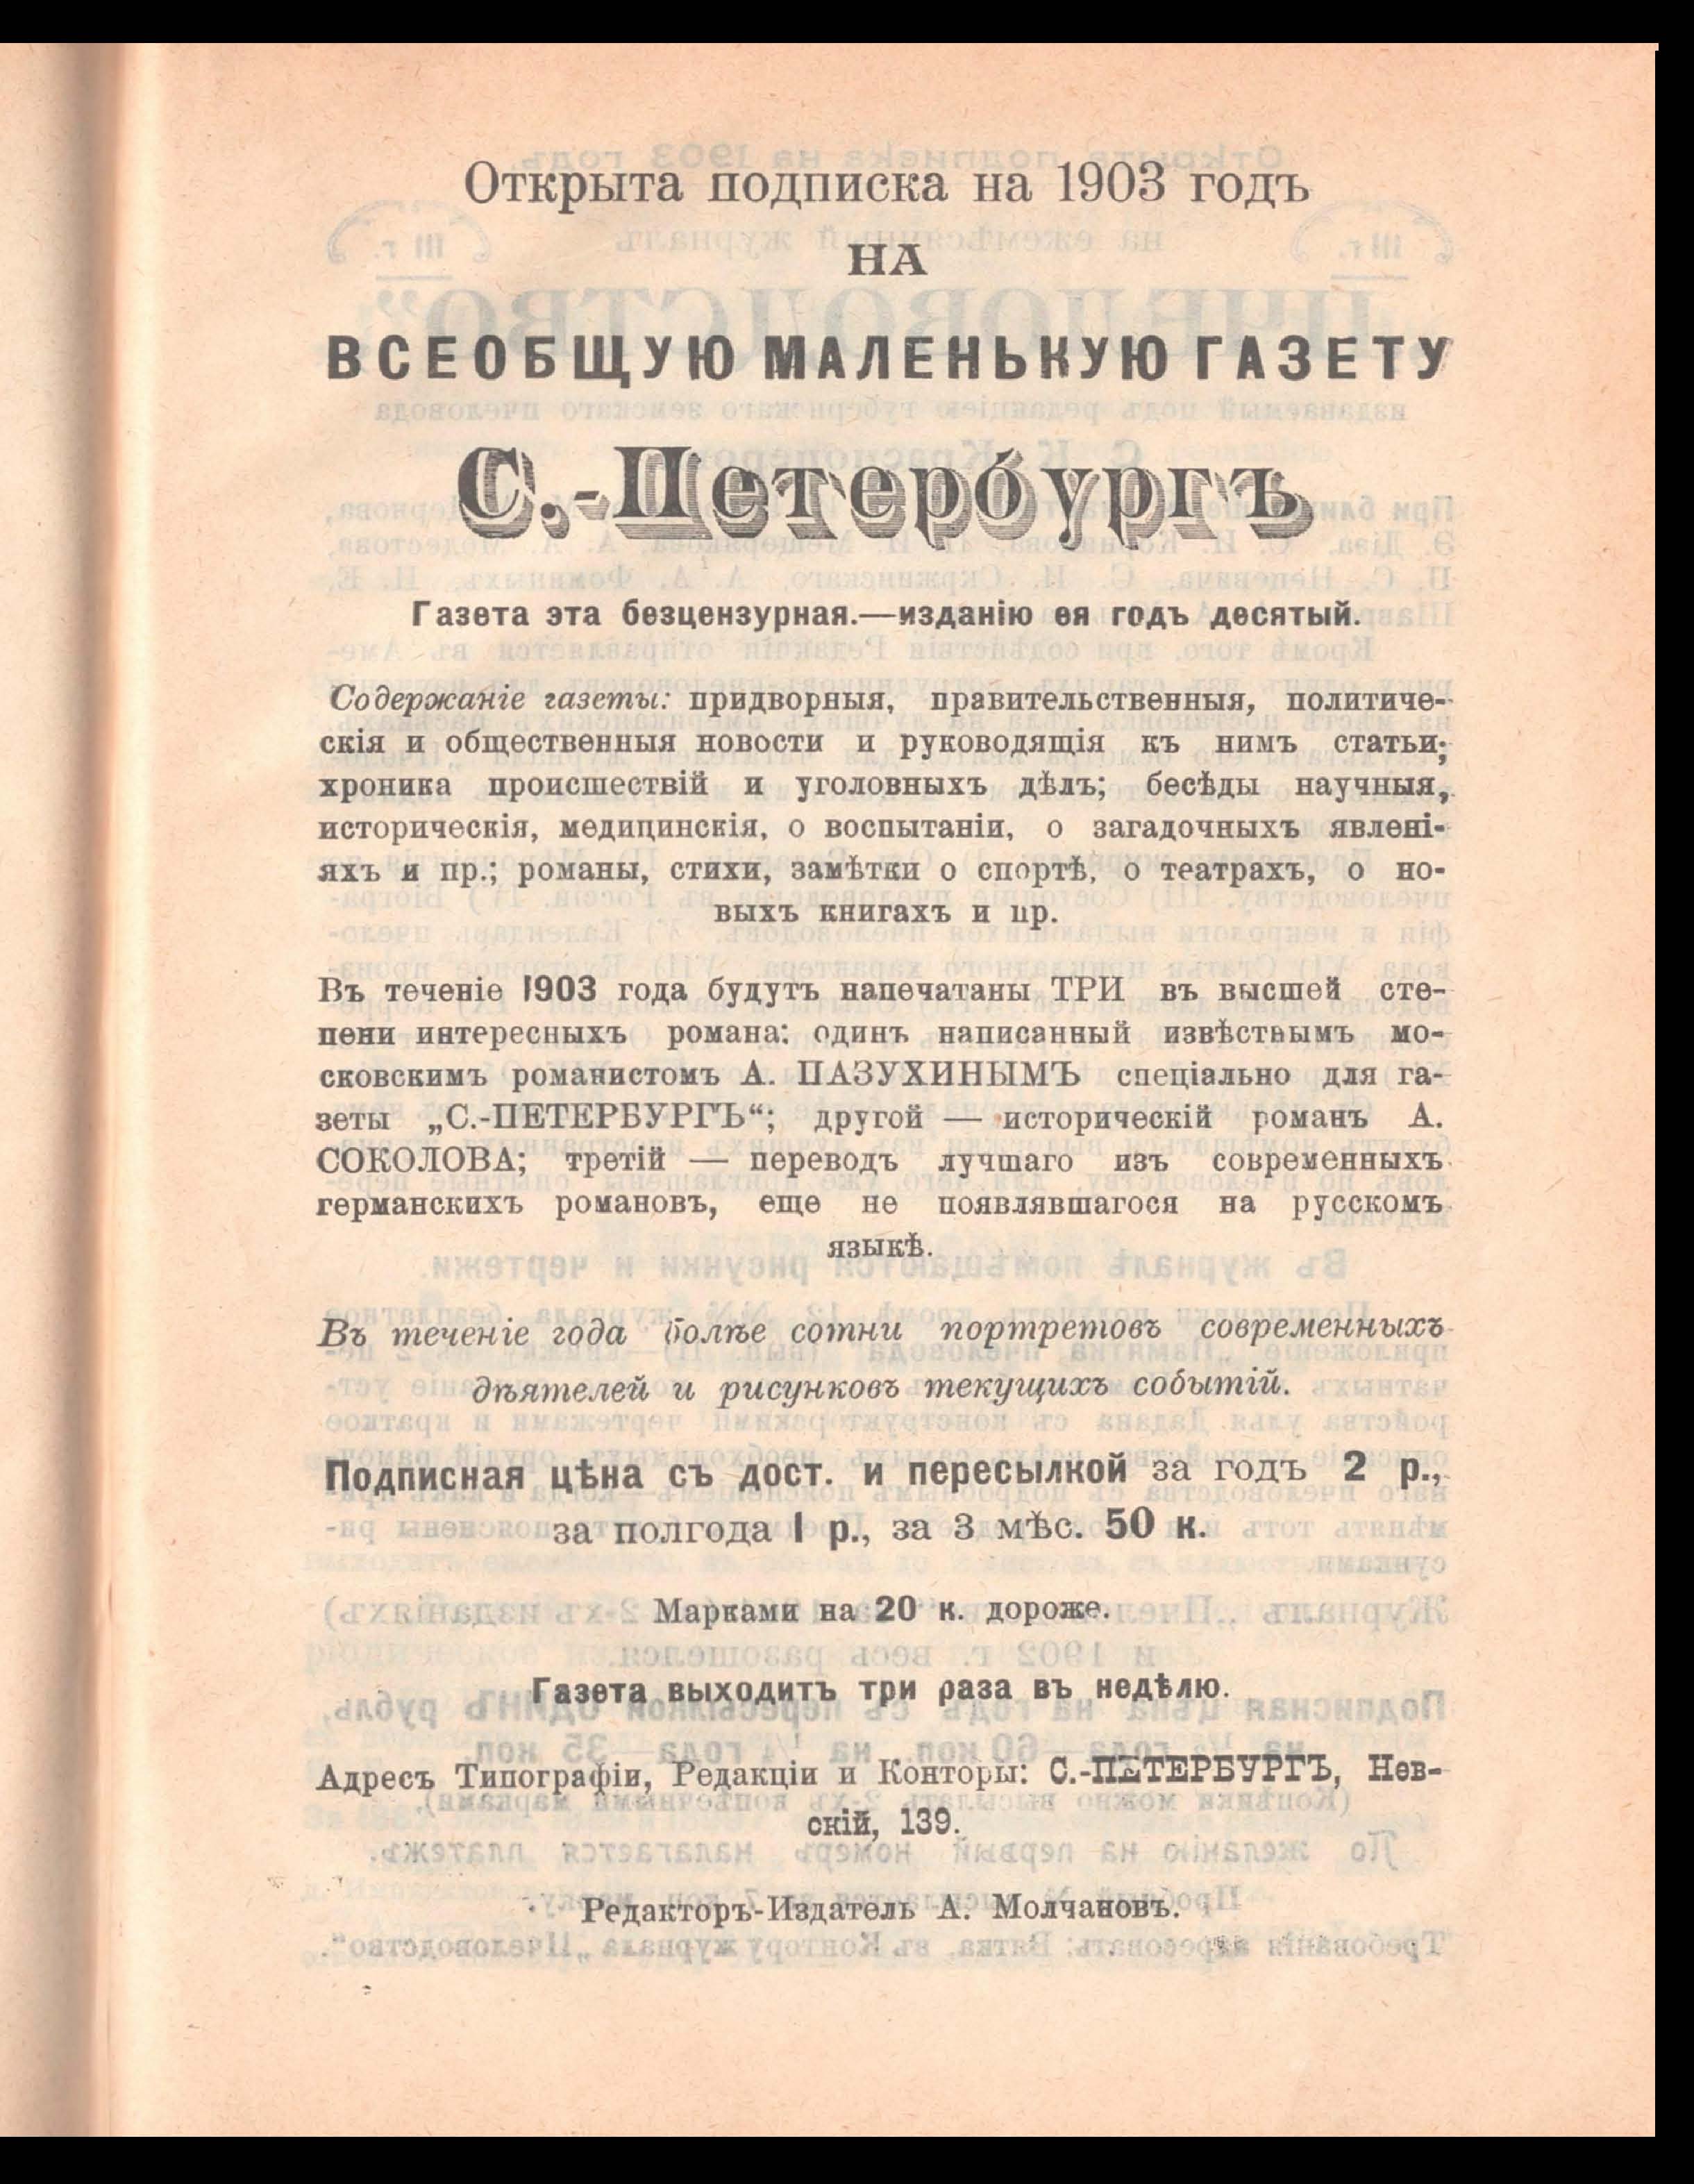 Открыта подписка на 1903 годъ
НА
ВСЕОБЩУЮ МАЛЕНЬКУЮ ГАЗЕТУ
С.-Петербургъ
Газета эта безцензурная.—изданію ея годъ десятый.
Содержаніе газеты: придворныя, правительственныя, политиче-
скія и общественныя новости и руководящія къ нимъ статьи;
хроника происшествій и уголовныхъ дѣлъ; бесѣды научныя,
историческія, медицинскія, о воспытаніи, о загадочныхъ явлені-
яхъ и пр.; романы, стихи, замѣтки о спортѣ, о театрахъ, о но-
выхъ книгахъ и пр.
Въ теченіе 1903 года будутъ напечатаны ТРИ въ высшей сте-
пени интересныхъ романа: одинъ написанный извѣстнымъ мо-
сковскимъ романистомъ А. ПАЗУХИНЫМЪ спеціально для га-
зеты „С.-ПЕТЕРБУРГЪ“; другой — историческій романъ А.
СОКОЛОВА; третій — переводъ лучшаго изъ современныхъ
германскихъ романовъ, еще не появлявшагося на русскомъ
языкѣ.
Въ теченіе года болѣе сотни портретовъ современныхъ
дѣятелей и рисунковъ текущихъ событій.
Подписная цѣна съ дост. и пересылкой за годъ 2 р.,
за полгода 1 р., за 3 мѣс. 50 к.
Марками на 20 к. дороже.
Газета выходитъ три раза въ недѣлю.
Адресъ Типографіи, Редакціи и Конторы: С.-ПЕТЕРБУРГЪ, Нев-
скій, 139.
Редакторъ-Издатель А. Молчановъ.